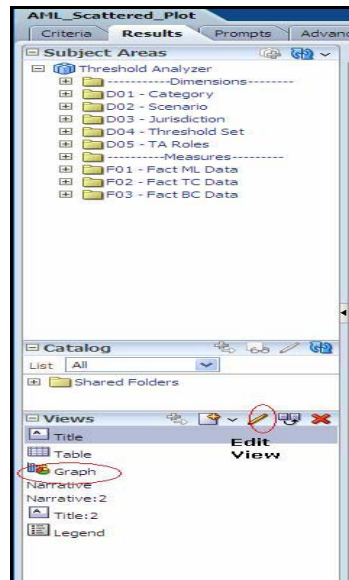 AML_Scattered_Plot
Criteria Results Prompts Advanc
Subject Areas
Threshold Analyzer
----------Dimensions--------
D01 - Category
D02 - Scenario
D03 - Jurisdiction
D04 - Threshold Set
D05 - TA Roles
----------Measures---------
F01 - Fact ML Data
F02 - Fact TC Data
F03 - Fact BC Data
Catalog
List All
Shared Folders
Views
Title
Edit
View
Table
Graph
Narrative
Narrative:2
Title:2
Legend